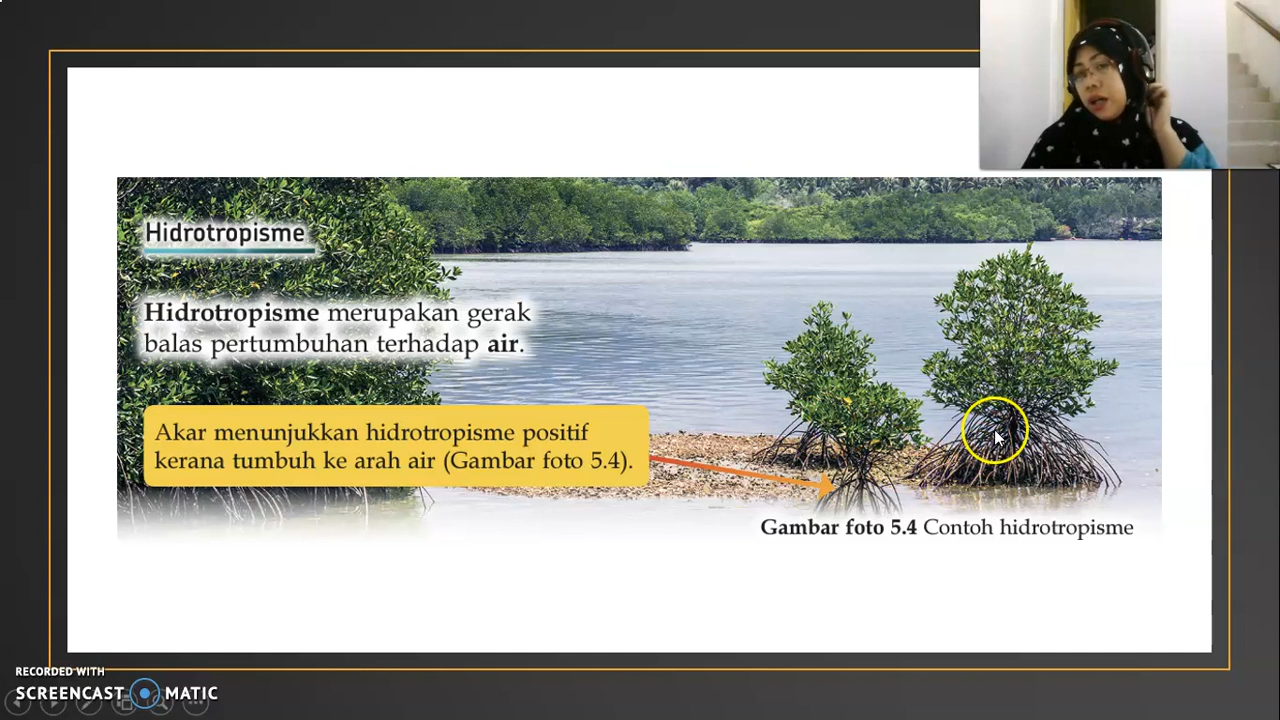 Hidrotropisme
Hidrotropisme merupakan gerak
balas pertumbuhan terhadap air.
Akar menunjukkan hidrotropisme positif
kerana tumbuh ke arah air (Gambar foto 5.4).
Gambar foto 5.4 Contoh hidrotropisme
RECORDED WITH
SCREENCAST MATIC